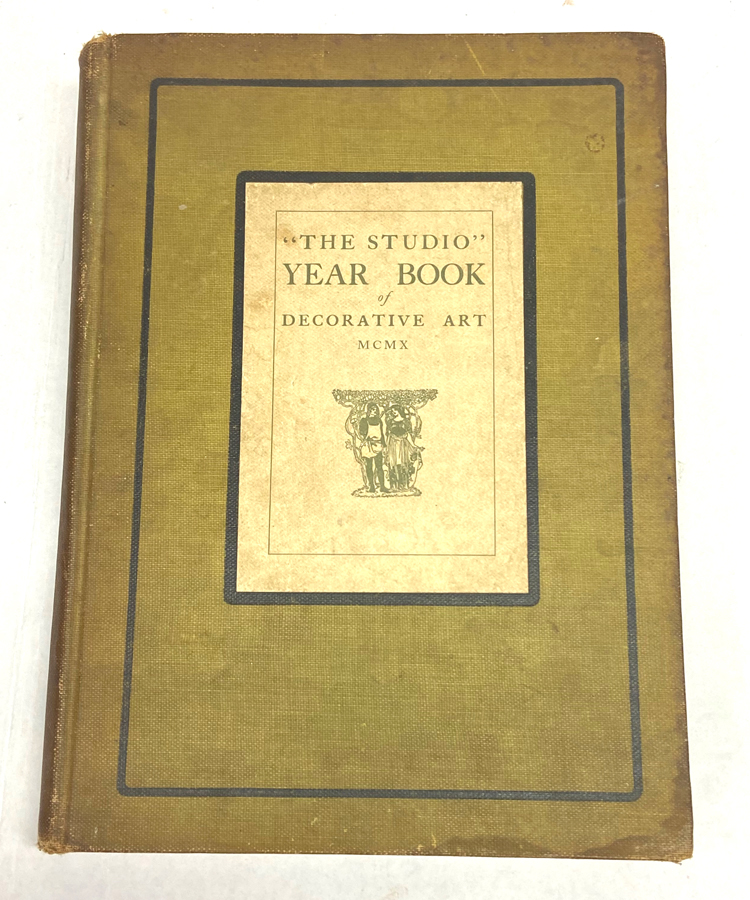 “THE STUDIO”
YEAR BOOK
of
DECORATIVE ART
MCMX